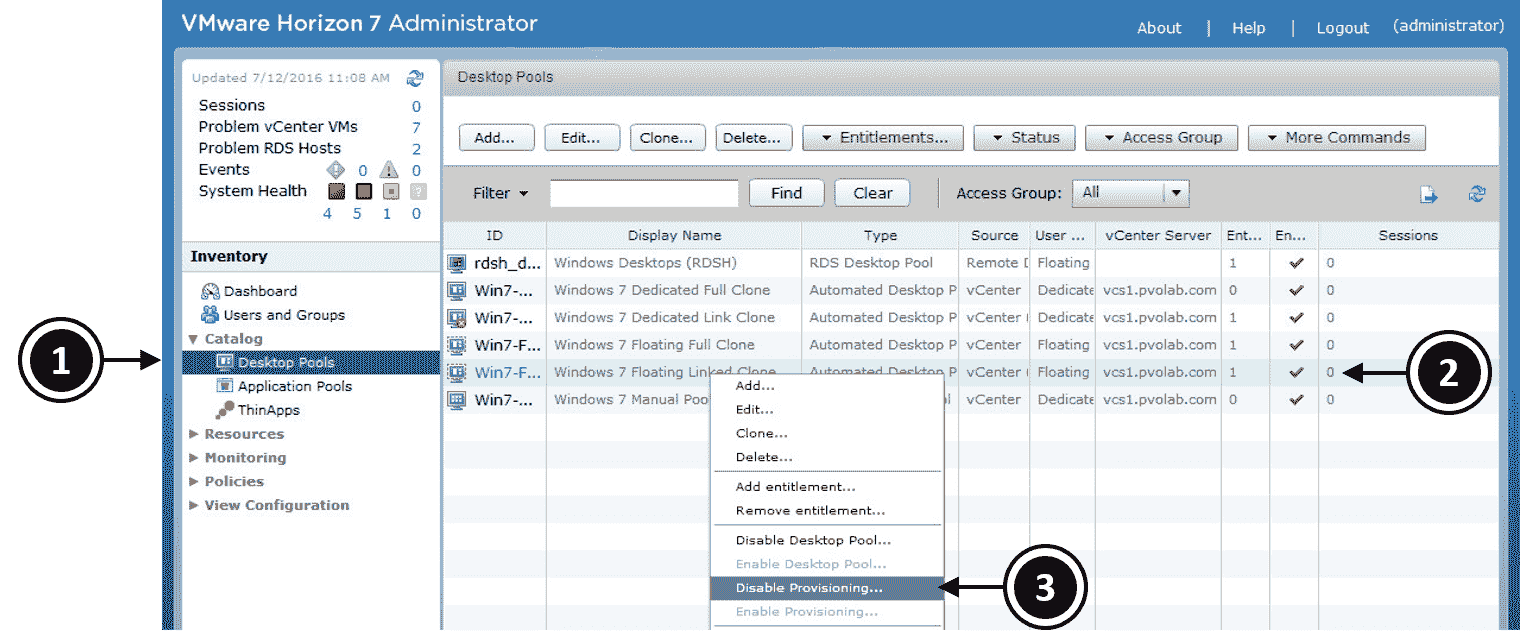 VMware Horizon 7 Administrator
About | Help | Logout (administrator)
Updated 7/12/2016 11:08 AM
Sessions 0
Problem vCenter VMs 7
Problem RDS Hosts 2
Events 0 0
System Health
4 5 1 0
Inventory
Dashboard
Users and Groups
Catalog
Desktop Pools
Application Pools
ThinApps
Resources
Monitoring
Policies
View Configuration
Desktop Pools
Add... Edit... Clone... Delete... Entitlements... Status Access Group More Commands
Filter Find Clear Access Group: All
ID Display Name Type Source User ... vCenter Server Ent... En... Sessions
rdsh_d... Windows Desktops (RDSH) RDS Desktop Pool Remote D Floating 1 0
Win7-... Windows 7 Dedicated Full Clone Automated Desktop P vCenter Dedicate vcs1.pvolab.com 0 0
Win7-... Windows 7 Dedicated Link Clone Automated Desktop P vCenter Dedicate vcs1.pvolab.com 1 0
Win7-F... Windows 7 Floating Full Clone Automated Desktop P vCenter Floating vcs1.pvolab.com 1 0
Win7-F... Windows 7 Floating Linked Clone Automated Desktop P vCenter Floating vcs1.pvolab.com 1 0
Win7-... Windows 7 Manual Poo vCenter Dedicate vcs1.pvolab.com 0 0
Add...
Edit...
Clone...
Delete...
Add entitlement...
Remove entitlement...
Disable Desktop Pool...
Enable Desktop Pool...
Disable Provisioning...
Enable Provisioning...
1
2
3